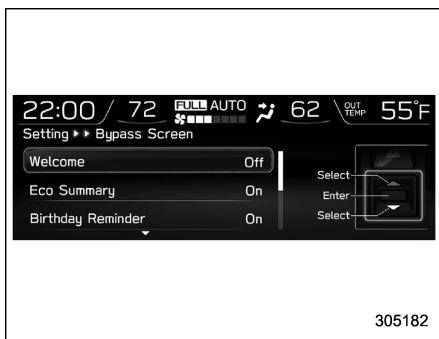 22:00 / 72 FULL AUTO 62 OUT TEMP 55°F
Setting ▸▸ Bypass Screen
Welcome Off
Eco Summary On
Birthday Reminder On
Select
Enter
Select
305182